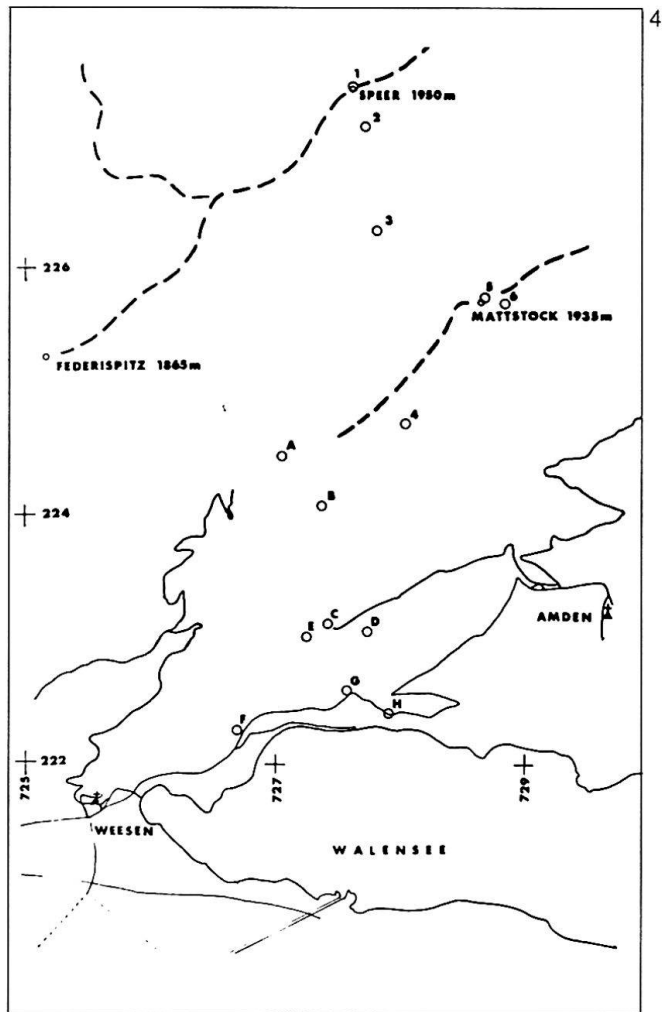 4
1
SPEER 1950m
2
3
226
5
6
MATTSTOCK 1935m
FEDERISPITZ 1865m
4
A
B
224
AMDEN
C
D
E
G
H
F
222
725
727
729
WEESEN
WALENSEE